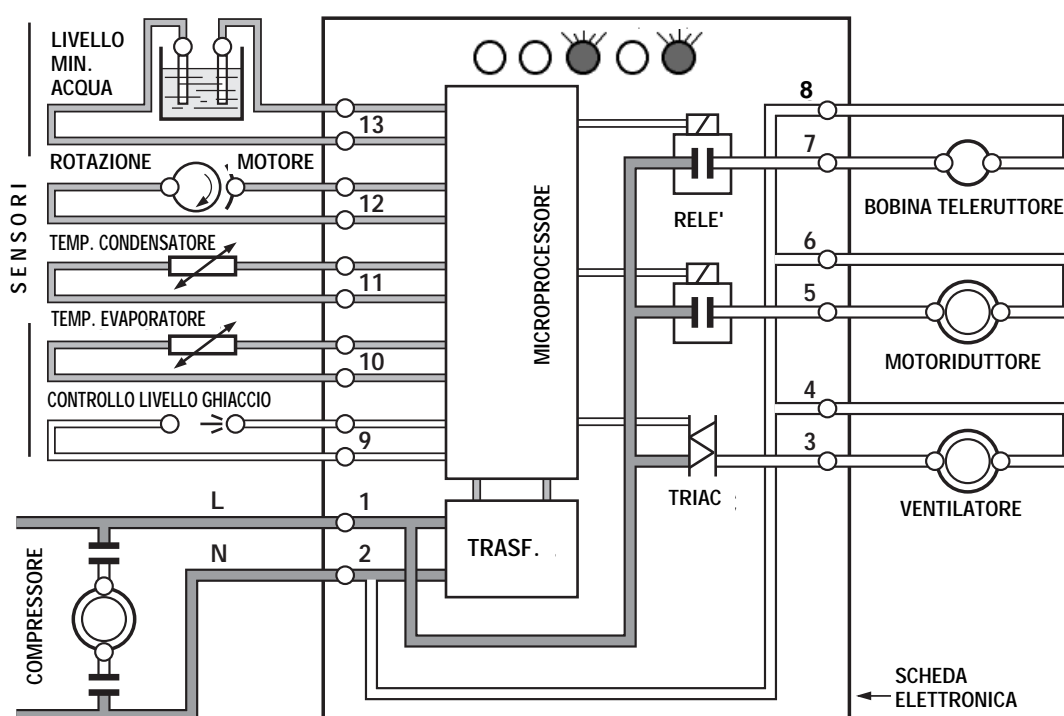 LIVELLO
MIN.
ACQUA
13
ROTAZIONE MOTORE
12
TEMP. CONDENSATORE
11
TEMP. EVAPORATORE
10
CONTROLLO LIVELLO GHIACCIO
9
SENSORI
L
1
N
2
COMPRESSORE
MICROPROCESSORE
TRASF.
RELE'
TRIAC
8
7
BOBINA TELERUTTORE
6
5
MOTORIDUTTORE
4
3
VENTILATORE
SCHEDA
ELETTRONICA